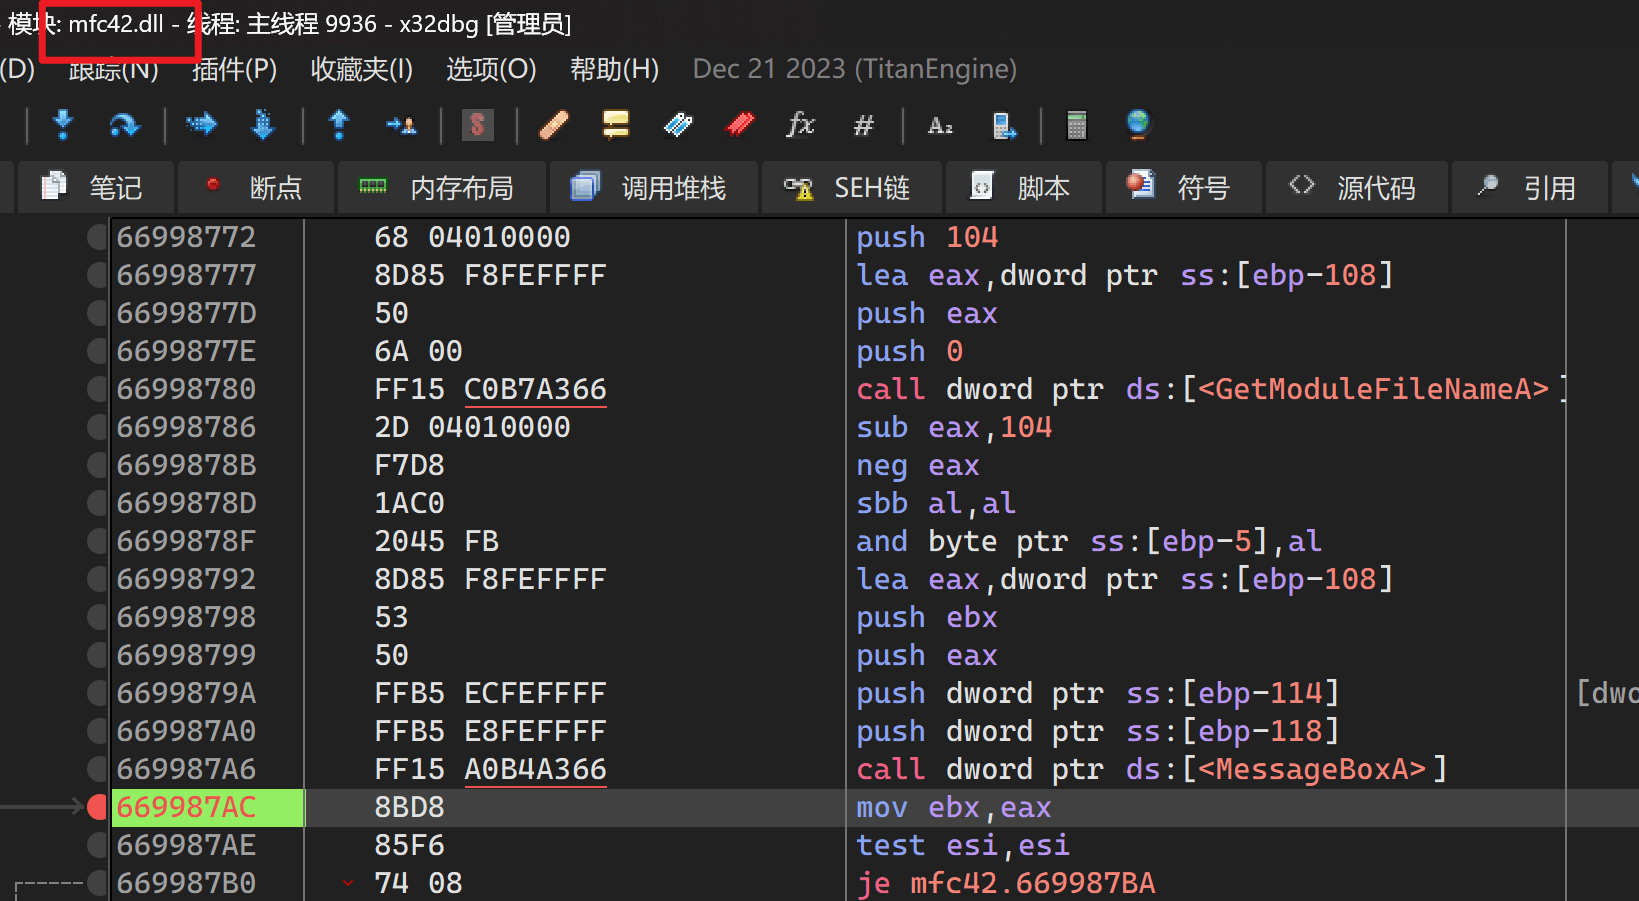 模块: mfc42.dll - 线程: 主线程 9936 - x32dbg [管理员]
(D) 跟踪(N) 插件(P) 收藏夹(I) 选项(O) 帮助(H) Dec 21 2023 (TitanEngine)
$ fx # Az
笔记 断点 内存布局 调用堆栈 SEH链 脚本 符号 源代码 引用
66998772 68 04010000 push 104
66998777 8D85 F8FEFFFF lea eax,dword ptr ss:[ebp-108]
6699877D 50 push eax
6699877E 6A 00 push 0
66998780 FF15 C0B7A366 call dword ptr ds:[<GetModuleFileNameA>]
66998786 2D 04010000 sub eax,104
6699878B F7D8 neg eax
6699878D 1AC0 sbb al,al
6699878F 2045 FB and byte ptr ss:[ebp-5],al
66998792 8D85 F8FEFFFF lea eax,dword ptr ss:[ebp-108]
66998798 53 push ebx
66998799 50 push eax
6699879A FFB5 ECFEFFFF push dword ptr ss:[ebp-114] [dwo
669987A0 FFB5 E8FEFFFF push dword ptr ss:[ebp-118]
669987A6 FF15 A0B4A366 call dword ptr ds:[<MessageBoxA>]
669987AC 8BD8 mov ebx,eax
669987AE 85F6 test esi,esi
669987B0 74 08 je mfc42.669987BA